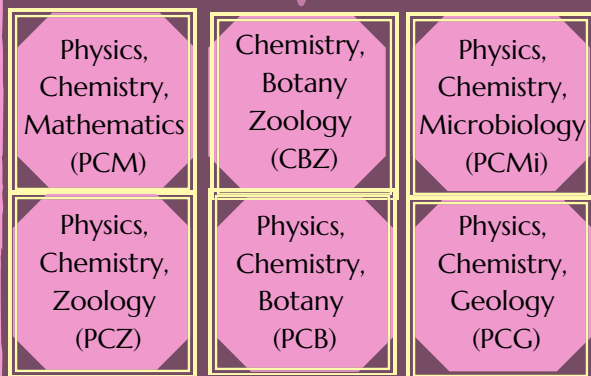 Physics,
Chemistry,
Mathematics
(PCM)
Chemistry,
Botany
Zoology
(CBZ)
Physics,
Chemistry,
Microbiology
(PCMi)
Physics,
Chemistry,
Zoology
(PCZ)
Physics,
Chemistry,
Botany
(PCB)
Physics,
Chemistry,
Geology
(PCG)